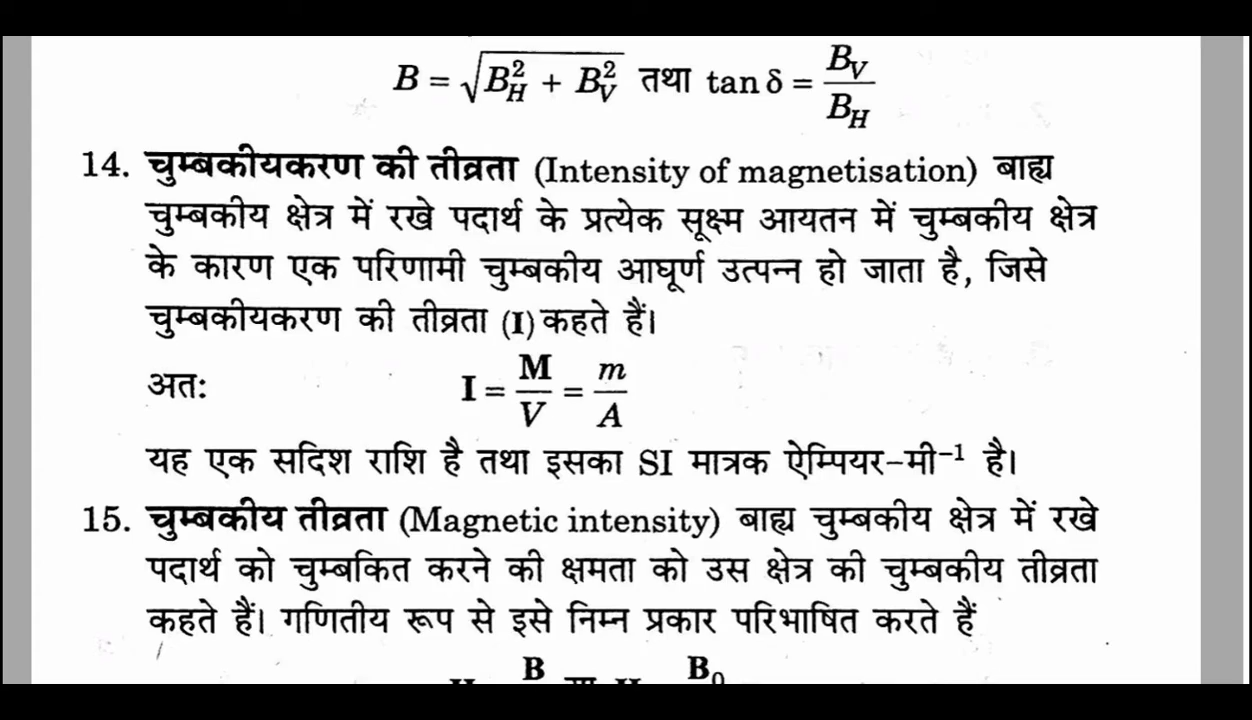 B = √(B_H² + B_V²) तथा tan δ = B_V / B_H
14. चुम्बकीयकरण की तीव्रता (Intensity of magnetisation) बाह्य
चुम्बकीय क्षेत्र में रखे पदार्थ के प्रत्येक सूक्ष्म आयतन में चुम्बकीय क्षेत्र
के कारण एक परिणामी चुम्बकीय आघूर्ण उत्पन्न हो जाता है, जिसे
चुम्बकीयकरण की तीव्रता (I) कहते हैं।
अतः I = M / V = m / A
यह एक सदिश राशि है तथा इसका SI मात्रक ऐम्पियर-मी⁻¹ है।
15. चुम्बकीय तीव्रता (Magnetic intensity) बाह्य चुम्बकीय क्षेत्र में रखे
पदार्थ को चुम्बकित करने की क्षमता को उस क्षेत्र की चुम्बकीय तीव्रता
कहते हैं। गणितीय रूप से इसे निम्न प्रकार परिभाषित करते हैं
B B₀